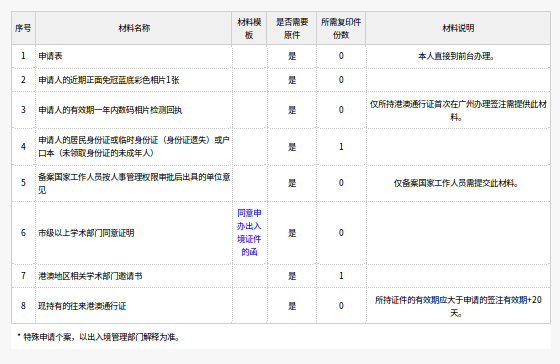 序号 材料名称 材料模板 是否需要原件 所需复印件份数 材料说明
1 申请表 是 0 本人直接到前台办理。
2 申请人的近期正面免冠蓝底彩色相片1张 是 0
3 申请人的有效期一年内数码相片检测回执 是 0 仅所持港澳通行证首次在广州办理签注需提供此材料。
4 申请人的居民身份证或临时身份证（身份证遗失）或户
口本（未领取身份证的未成年人） 是 1
5 备案国家工作人员按人事管理权限审批后出具的单位意
见 是 0 仅备案国家工作人员需提交此材料。
6 市级以上学术部门同意证明 同意申
办出入
境证件
的函 是 0
7 港澳地区相关学术部门邀请书 是 1
8 现持有的往来港澳通行证 是 0 所持证件的有效期应大于申请的签注有效期+20
天。
* 特殊申请个案，以出入境管理部门解释为准。